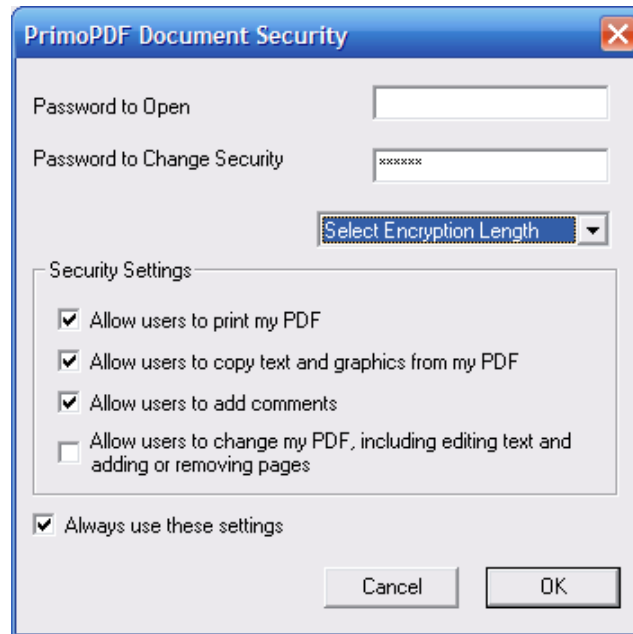 PrimoPDF Document Security
Password to Open
Password to Change Security
xxxxxx
Select Encryption Length
Security Settings
Allow users to print my PDF
Allow users to copy text and graphics from my PDF
Allow users to add comments
Allow users to change my PDF, including editing text and
adding or removing pages
Always use these settings
Cancel OK